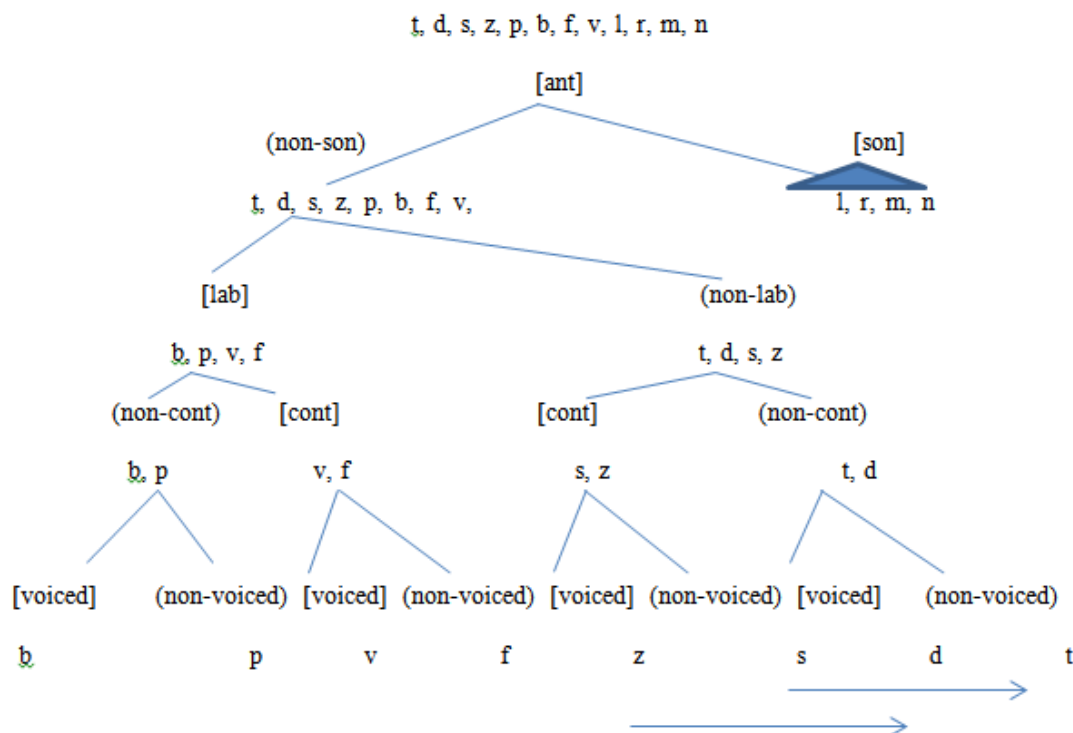 t, d, s, z, p, b, f, v, l, r, m, n
[ant]
(non-son) [son]
t, d, s, z, p, b, f, v, l, r, m, n
[lab] (non-lab)
b, p, v, f t, d, s, z
(non-cont) [cont] [cont] (non-cont)
b, p v, f s, z t, d
[voiced] (non-voiced) [voiced] (non-voiced) [voiced] (non-voiced) [voiced] (non-voiced)
b p v f z s d t